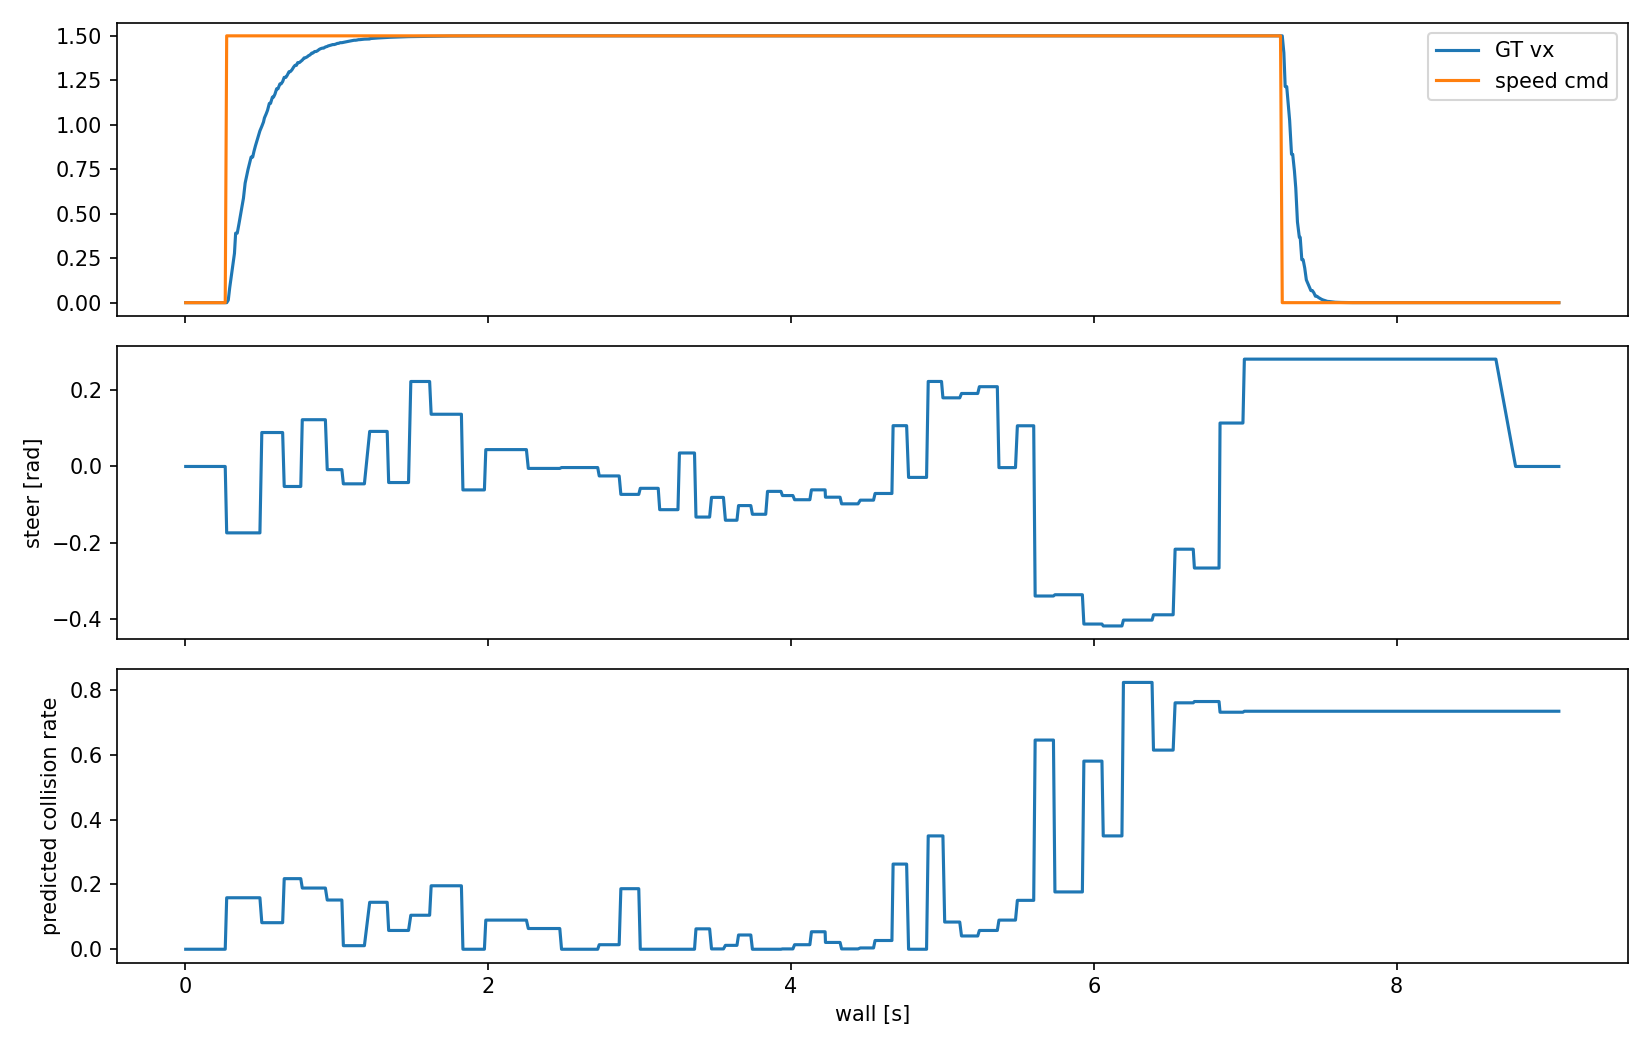 1.50
1.25
1.00
0.75
0.50
0.25
0.00
GT vx
speed cmd
steer [rad]
0.2
0.0
−0.2
−0.4
predicted collision rate
0.8
0.6
0.4
0.2
0.0
0 2 4 6 8
wall [s]